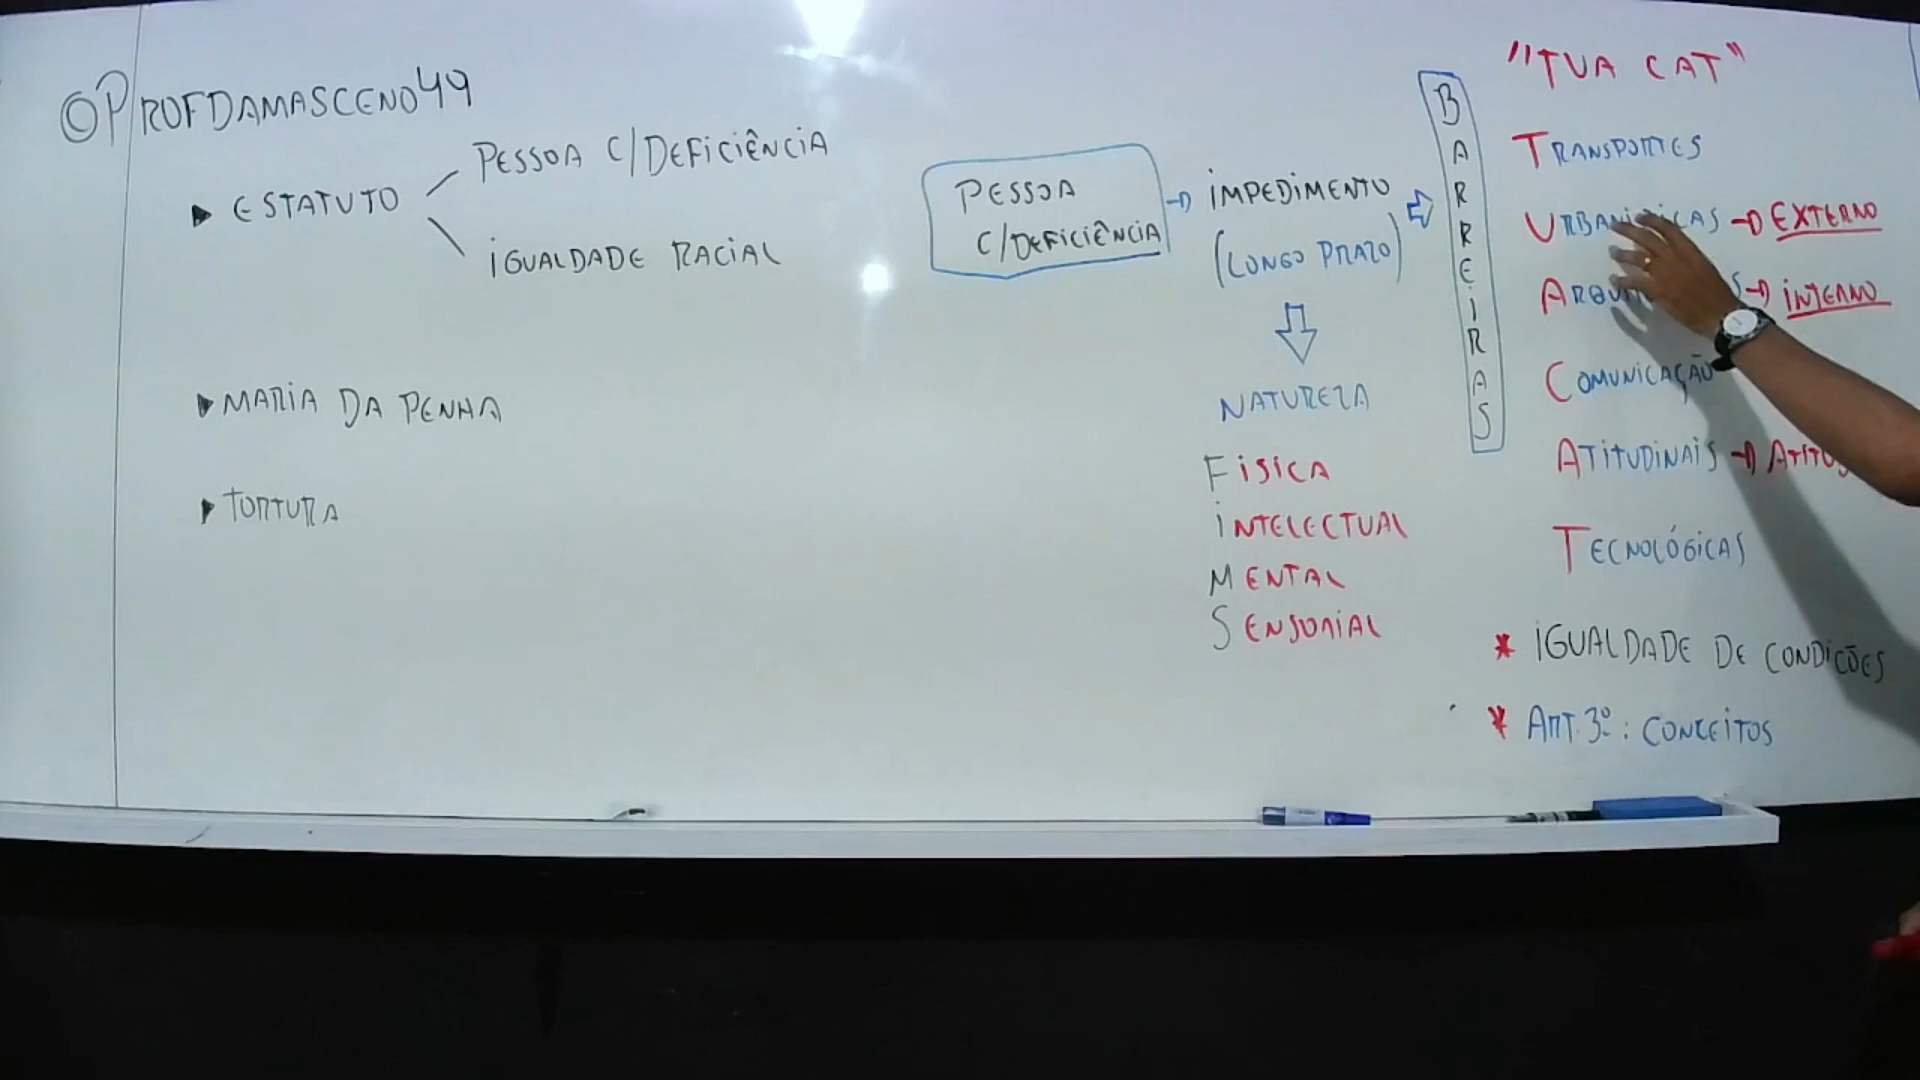 @PROFDAMASCENO49
▶ ESTATUTO
PESSOA C/DEFICIÊNCIA
IGUALDADE RACIAL
▶ MARIA DA PENHA
▶ TORTURA
PESSOA
C/DEFICIÊNCIA
IMPEDIMENTO
(LONGO PRAZO)
NATUREZA
FISICA
INTELECTUAL
MENTAL
SENSORIAL
BARREIRAS
"TUA CAT"
TRANSPORTES
→ EXTERNO
→ INTERNO
COMUNICAÇÃO
ATITUDINAIS →
TECNOLÓGICAS
* IGUALDADE DE CONDIÇÕES
* ART. 3º: CONCEITOS